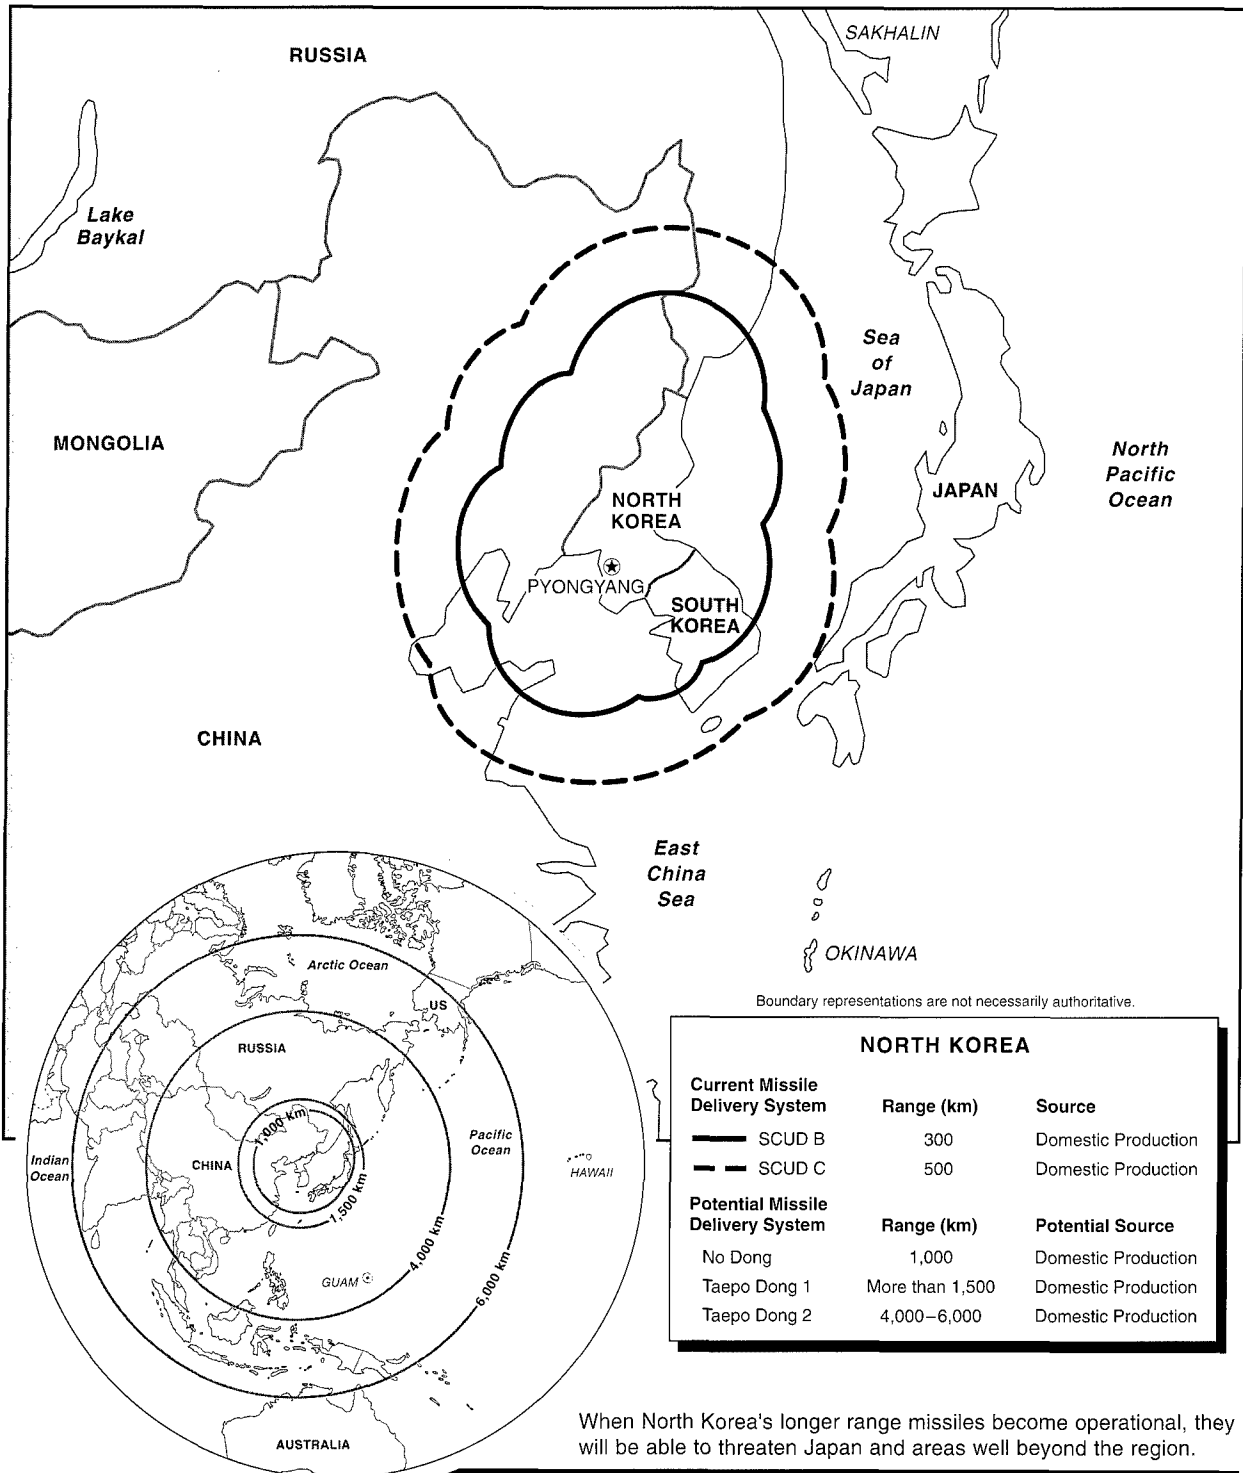 RUSSIA
SAKHALIN
Lake
Baykal
Sea
of
Japan
MONGOLIA
North
Pacific
Ocean
JAPAN
NORTH
KOREA
PYONGYANG
SOUTH
KOREA
CHINA
East
China
Sea
OKINAWA
Boundary representations are not necessarily authoritative.
Arctic Ocean
US
RUSSIA
1,000 km
Pacific
Ocean
Indian
Ocean
CHINA
HAWAII
1,500 km
4,000 km
GUAM
6,000 km
AUSTRALIA
NORTH KOREA
Current Missile
Delivery System Range (km) Source
SCUD B 300 Domestic Production
SCUD C 500 Domestic Production
Potential Missile
Delivery System Range (km) Potential Source
No Dong 1,000 Domestic Production
Taepo Dong 1 More than 1,500 Domestic Production
Taepo Dong 2 4,000–6,000 Domestic Production
When North Korea's longer range missiles become operational, they
will be able to threaten Japan and areas well beyond the region.